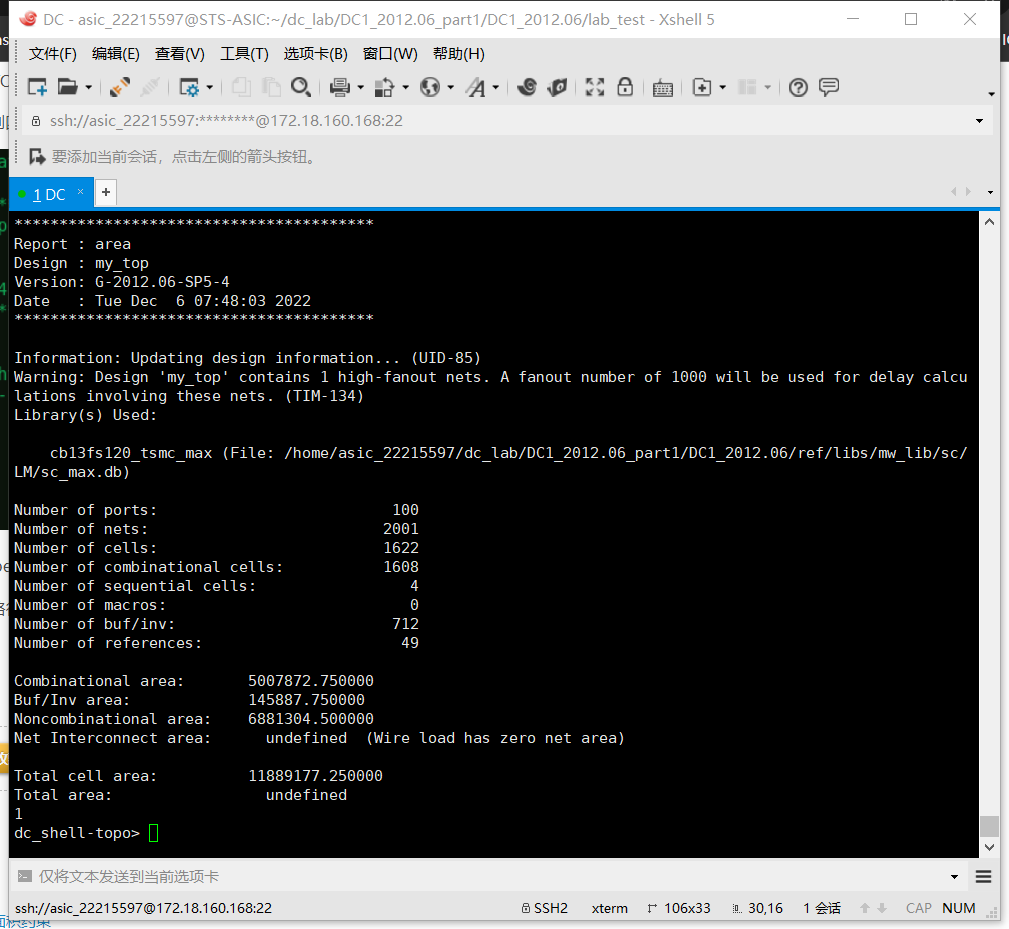 DC - asic_22215597@STS-ASIC:~/dc_lab/DC1_2012.06_part1/DC1_2012.06/lab_test - Xshell 5
文件(F) 编辑(E) 查看(V) 工具(T) 选项卡(B) 窗口(W) 帮助(H)
ssh://asic_22215597:********@172.18.160.168:22
要添加当前会话，点击左侧的箭头按钮。
1 DC × +
****************************************
Report : area
Design : my_top
Version: G-2012.06-SP5-4
Date   : Tue Dec  6 07:48:03 2022
****************************************
Information: Updating design information... (UID-85)
Warning: Design 'my_top' contains 1 high-fanout nets. A fanout number of 1000 will be used for delay calcu
lations involving these nets. (TIM-134)
Library(s) Used:
cb13fs120_tsmc_max (File: /home/asic_22215597/dc_lab/DC1_2012.06_part1/DC1_2012.06/ref/libs/mw_lib/sc/
LM/sc_max.db)
Number of ports: 100
Number of nets: 2001
Number of cells: 1622
Number of combinational cells: 1608
Number of sequential cells: 4
Number of macros: 0
Number of buf/inv: 712
Number of references: 49
Combinational area: 5007872.750000
Buf/Inv area: 145887.750000
Noncombinational area: 6881304.500000
Net Interconnect area: undefined  (Wire load has zero net area)
Total cell area: 11889177.250000
Total area: undefined
1
dc_shell-topo>
仅将文本发送到当前选项卡
ssh://asic_22215597@172.18.160.168:22 SSH2 xterm 106x33 30,16 1 会话 CAP NUM